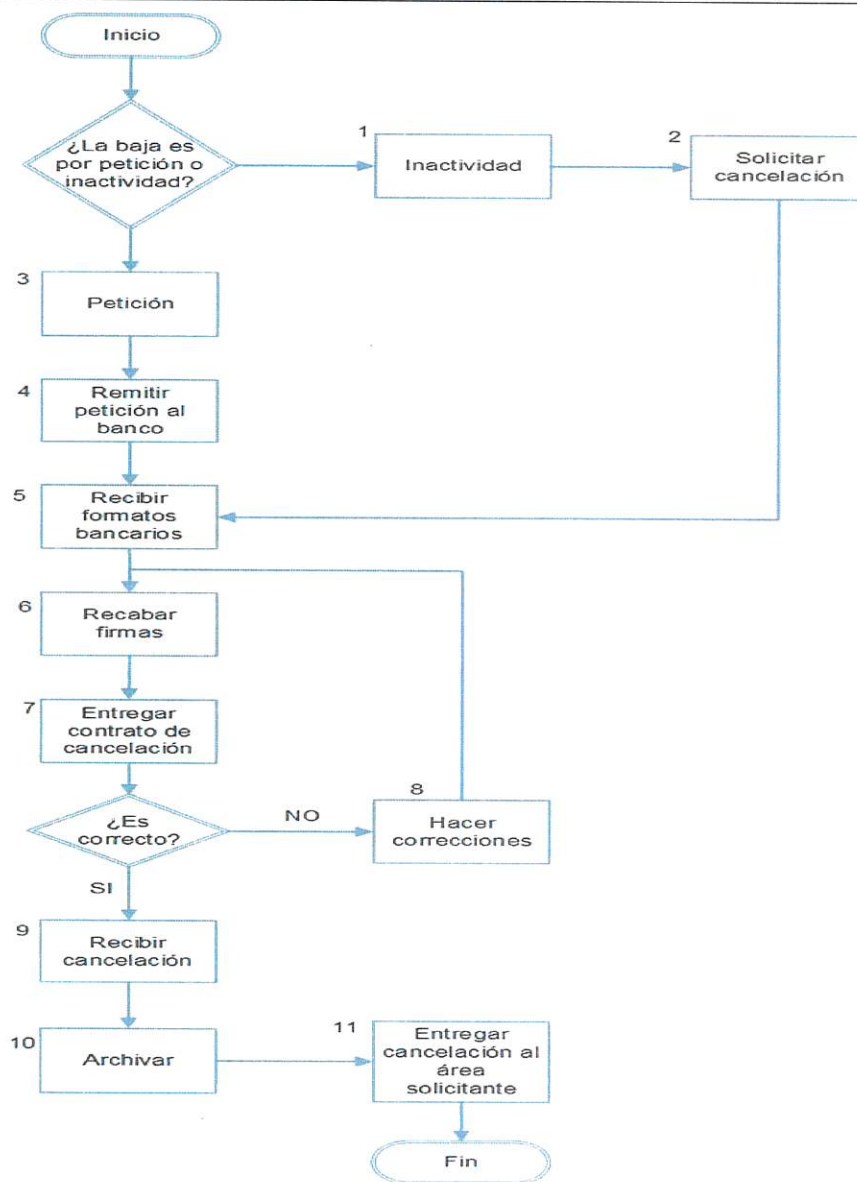 Inicio
¿La baja es
por petición o
inactividad?
1
Inactividad
2
Solicitar
cancelación
3
Petición
4
Remitir
petición al
banco
5
Recibir
formatos
bancarios
6
Recabar
firmas
7
Entregar
contrato de
cancelación
¿Es
correcto?
NO
8
Hacer
correcciones
SI
9
Recibir
cancelación
10
Archivar
11
Entregar
cancelación al
área
solicitante
Fin